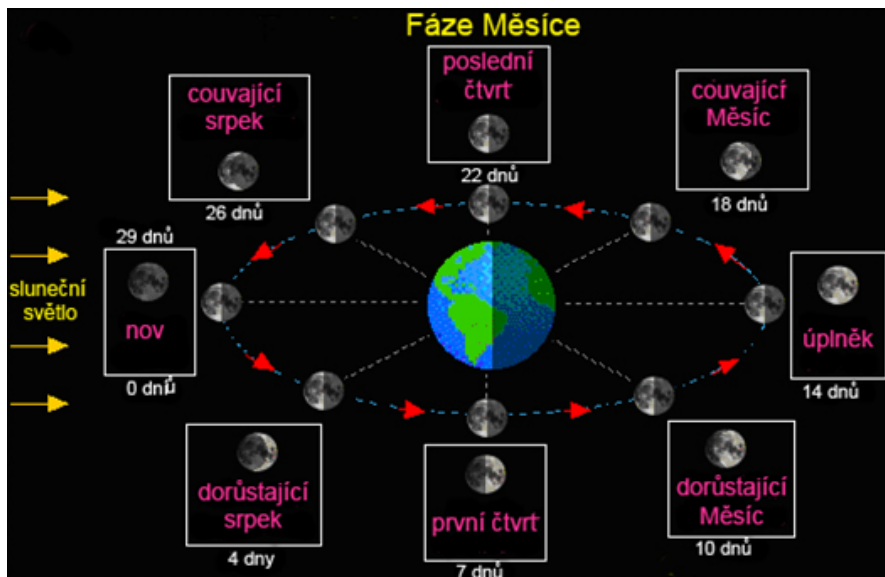 Fáze Měsíce
couvající
srpek
26 dnů
poslední
čtvrt
22 dnů
couvající
Měsíc
18 dnů
29 dnů
nov
0 dnů
sluneční
světlo
úplněk
14 dnů
dorůstající
srpek
4 dny
první čtvrt
7 dnů
dorůstající
Měsíc
10 dnů